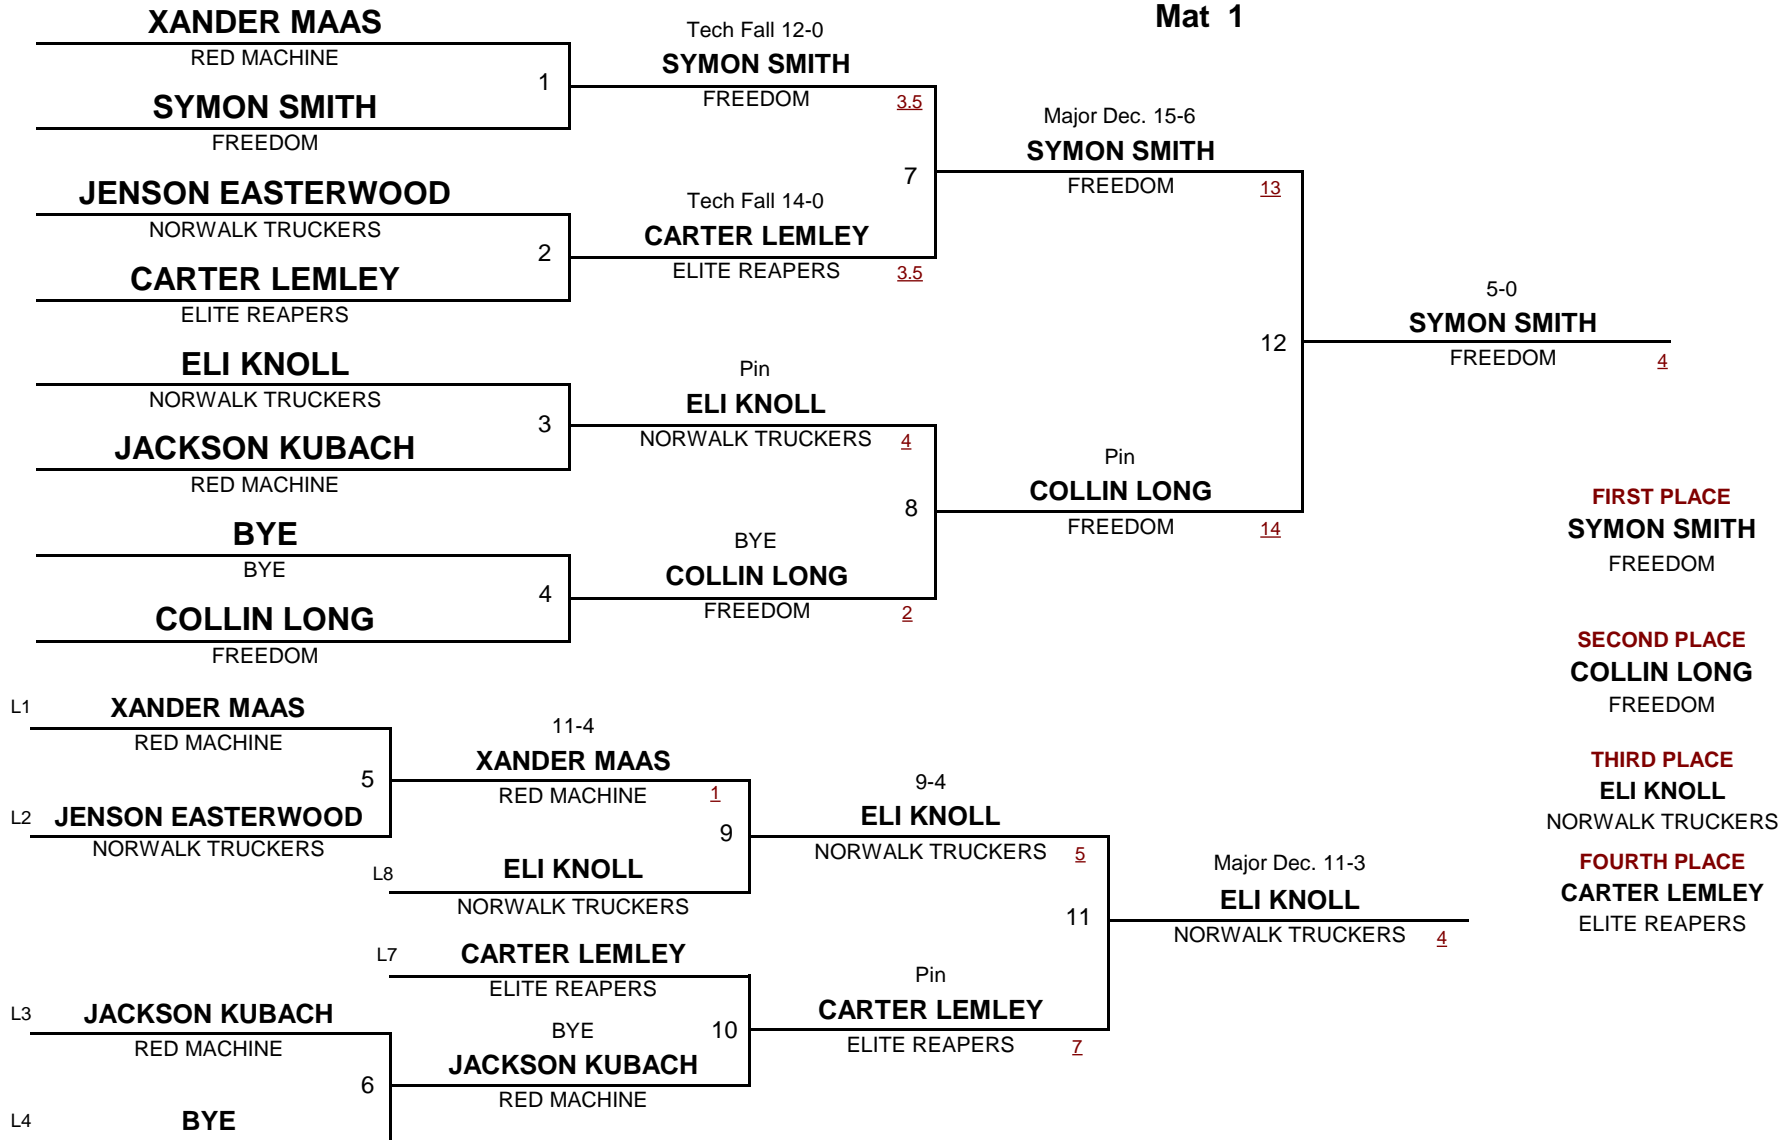 Mat 1
XANDER MAAS
RED MACHINE
1
SYMON SMITH
FREEDOM
JENSON EASTERWOOD
NORWALK TRUCKERS
2
CARTER LEMLEY
ELITE REAPERS
ELI KNOLL
NORWALK TRUCKERS
3
JACKSON KUBACH
RED MACHINE
BYE
BYE
4
COLLIN LONG
FREEDOM
Tech Fall 12-0
SYMON SMITH
FREEDOM 3.5
7
Tech Fall 14-0
CARTER LEMLEY
ELITE REAPERS 3.5
Pin
ELI KNOLL
NORWALK TRUCKERS 4
8
BYE
COLLIN LONG
FREEDOM 2
Major Dec. 15-6
SYMON SMITH
FREEDOM 13
12
Pin
COLLIN LONG
FREEDOM 14
5-0
SYMON SMITH
FREEDOM 4
FIRST PLACE
SYMON SMITH
FREEDOM
SECOND PLACE
COLLIN LONG
FREEDOM
THIRD PLACE
ELI KNOLL
NORWALK TRUCKERS
FOURTH PLACE
CARTER LEMLEY
ELITE REAPERS
L1 XANDER MAAS
RED MACHINE
5
L2 JENSON EASTERWOOD
NORWALK TRUCKERS
L3 JACKSON KUBACH
RED MACHINE
6
L4 BYE
11-4
XANDER MAAS
RED MACHINE 1
9
L8 ELI KNOLL
NORWALK TRUCKERS
L7 CARTER LEMLEY
ELITE REAPERS
10
BYE
JACKSON KUBACH
RED MACHINE
9-4
ELI KNOLL
NORWALK TRUCKERS 5
11
Pin
CARTER LEMLEY
ELITE REAPERS 7
Major Dec. 11-3
ELI KNOLL
NORWALK TRUCKERS 4